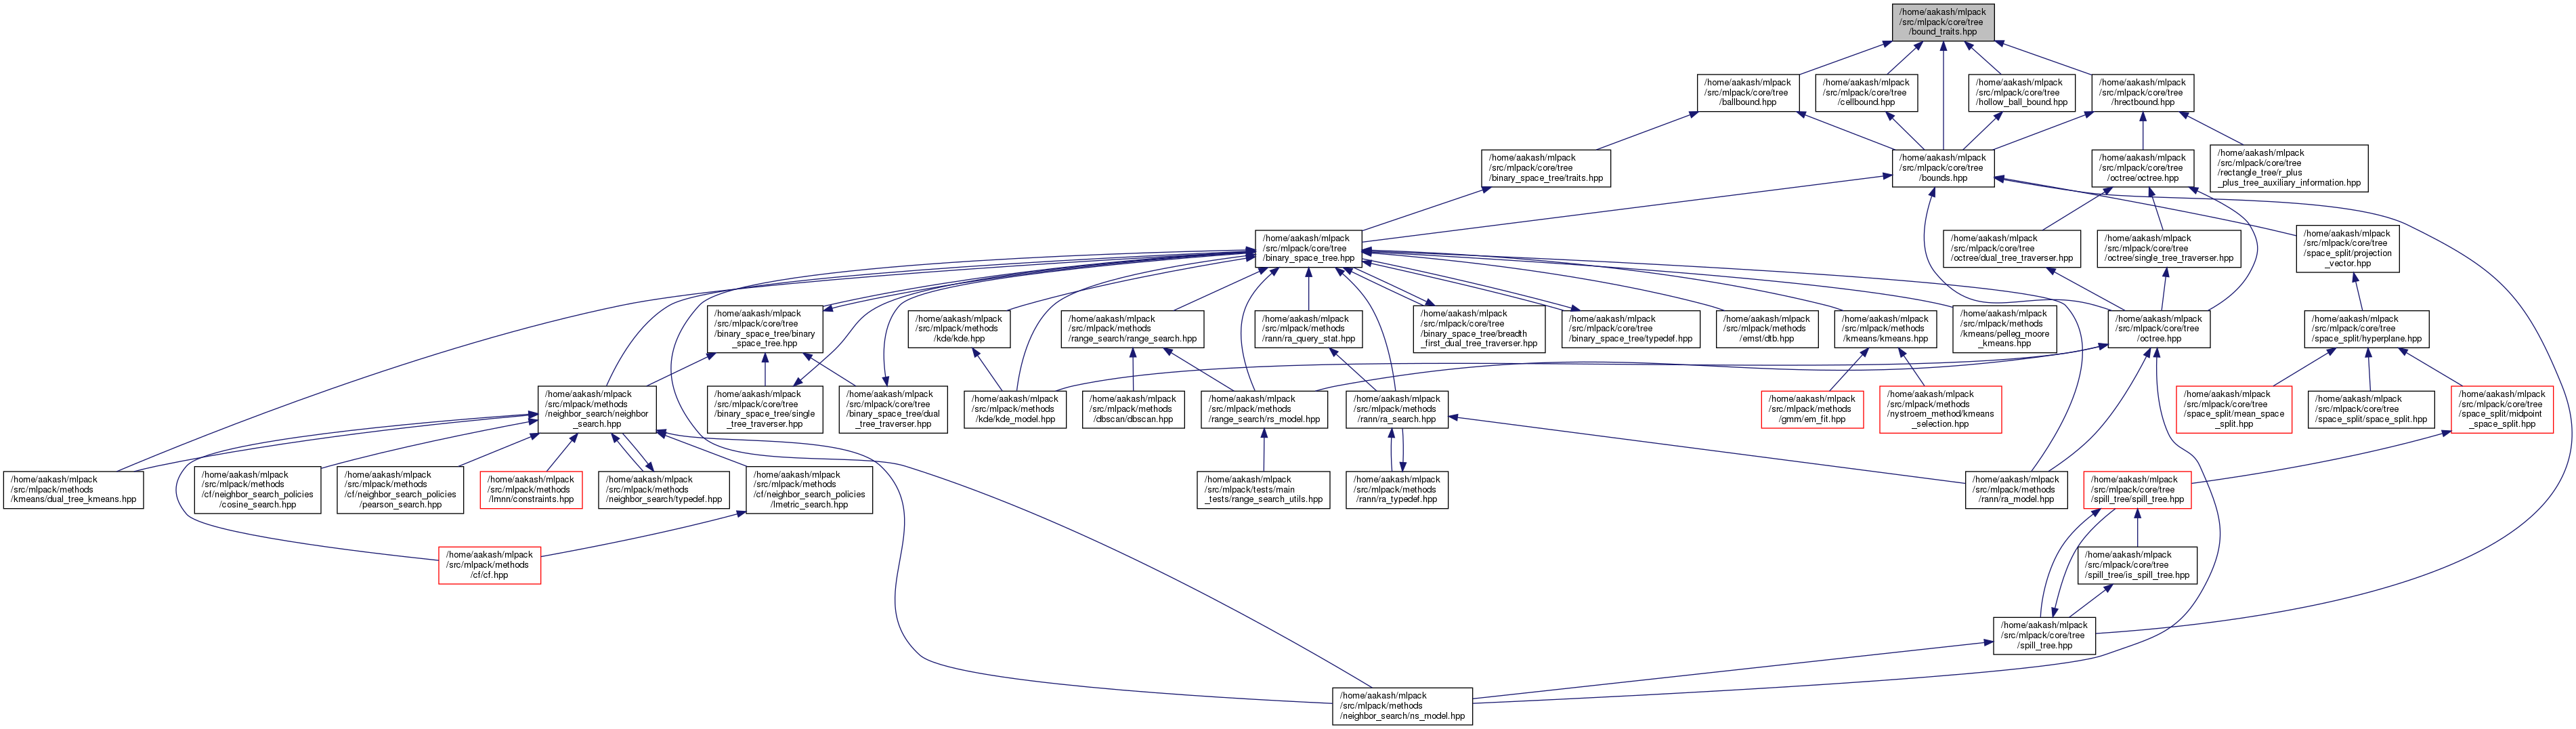 /home/aakash/mlpack
/src/mlpack/core/tree
/bound_traits.hpp
/home/aakash/mlpack
/src/mlpack/core/tree
/ballbound.hpp
/home/aakash/mlpack
/src/mlpack/core/tree
/cellbound.hpp
/home/aakash/mlpack
/src/mlpack/core/tree
/hollow_ball_bound.hpp
/home/aakash/mlpack
/src/mlpack/core/tree
/hrectbound.hpp
/home/aakash/mlpack
/src/mlpack/core/tree
/binary_space_tree/traits.hpp
/home/aakash/mlpack
/src/mlpack/core/tree
/bounds.hpp
/home/aakash/mlpack
/src/mlpack/core/tree
/octree/octree.hpp
/home/aakash/mlpack
/src/mlpack/core/tree
/rectangle_tree/r_plus
_plus_tree_auxiliary_information.hpp
/home/aakash/mlpack
/src/mlpack/core/tree
/binary_space_tree.hpp
/home/aakash/mlpack
/src/mlpack/core/tree
/octree/dual_tree_traverser.hpp
/home/aakash/mlpack
/src/mlpack/core/tree
/octree/single_tree_traverser.hpp
/home/aakash/mlpack
/src/mlpack/core/tree
/space_split/projection
_vector.hpp
/home/aakash/mlpack
/src/mlpack/core/tree
/binary_space_tree/binary
_space_tree.hpp
/home/aakash/mlpack
/src/mlpack/methods
/kde/kde.hpp
/home/aakash/mlpack
/src/mlpack/methods
/range_search/range_search.hpp
/home/aakash/mlpack
/src/mlpack/methods
/rann/ra_query_stat.hpp
/home/aakash/mlpack
/src/mlpack/core/tree
/binary_space_tree/breadth
_first_dual_tree_traverser.hpp
/home/aakash/mlpack
/src/mlpack/core/tree
/binary_space_tree/typedef.hpp
/home/aakash/mlpack
/src/mlpack/methods
/emst/dtb.hpp
/home/aakash/mlpack
/src/mlpack/methods
/kmeans/kmeans.hpp
/home/aakash/mlpack
/src/mlpack/methods
/kmeans/pelleg_moore
_kmeans.hpp
/home/aakash/mlpack
/src/mlpack/core/tree
/octree.hpp
/home/aakash/mlpack
/src/mlpack/core/tree
/space_split/hyperplane.hpp
/home/aakash/mlpack
/src/mlpack/methods
/neighbor_search/neighbor
_search.hpp
/home/aakash/mlpack
/src/mlpack/core/tree
/binary_space_tree/single
_tree_traverser.hpp
/home/aakash/mlpack
/src/mlpack/core/tree
/binary_space_tree/dual
_tree_traverser.hpp
/home/aakash/mlpack
/src/mlpack/methods
/kde/kde_model.hpp
/home/aakash/mlpack
/src/mlpack/methods
/dbscan/dbscan.hpp
/home/aakash/mlpack
/src/mlpack/methods
/range_search/rs_model.hpp
/home/aakash/mlpack
/src/mlpack/methods
/rann/ra_search.hpp
/home/aakash/mlpack
/src/mlpack/methods
/gmm/em_fit.hpp
/home/aakash/mlpack
/src/mlpack/methods
/nystroem_method/kmeans
_selection.hpp
/home/aakash/mlpack
/src/mlpack/core/tree
/space_split/mean_space
_split.hpp
/home/aakash/mlpack
/src/mlpack/core/tree
/space_split/space_split.hpp
/home/aakash/mlpack
/src/mlpack/core/tree
/space_split/midpoint
_space_split.hpp
/home/aakash/mlpack
/src/mlpack/methods
/kmeans/dual_tree_kmeans.hpp
/home/aakash/mlpack
/src/mlpack/methods
/cf/neighbor_search_policies
/cosine_search.hpp
/home/aakash/mlpack
/src/mlpack/methods
/cf/neighbor_search_policies
/pearson_search.hpp
/home/aakash/mlpack
/src/mlpack/methods
/lmnn/constraints.hpp
/home/aakash/mlpack
/src/mlpack/methods
/neighbor_search/typedef.hpp
/home/aakash/mlpack
/src/mlpack/methods
/cf/neighbor_search_policies
/lmetric_search.hpp
/home/aakash/mlpack
/src/mlpack/tests/main
_tests/range_search_utils.hpp
/home/aakash/mlpack
/src/mlpack/methods
/rann/ra_typedef.hpp
/home/aakash/mlpack
/src/mlpack/methods
/rann/ra_model.hpp
/home/aakash/mlpack
/src/mlpack/core/tree
/spill_tree/spill_tree.hpp
/home/aakash/mlpack
/src/mlpack/methods
/cf/cf.hpp
/home/aakash/mlpack
/src/mlpack/core/tree
/spill_tree/is_spill_tree.hpp
/home/aakash/mlpack
/src/mlpack/core/tree
/spill_tree.hpp
/home/aakash/mlpack
/src/mlpack/methods
/neighbor_search/ns_model.hpp